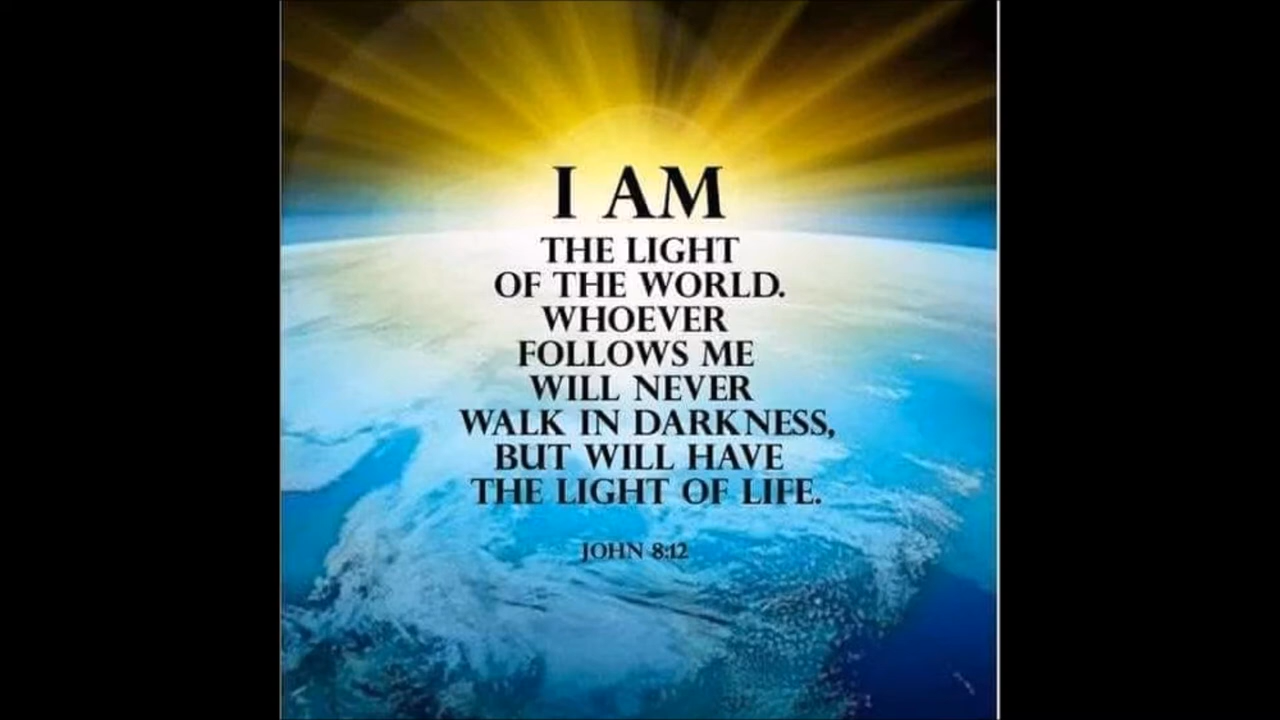 I AM
THE LIGHT
OF THE WORLD.
WHOEVER
FOLLOWS ME
WILL NEVER
WALK IN DARKNESS,
BUT WILL HAVE
THE LIGHT OF LIFE.
JOHN 8:12